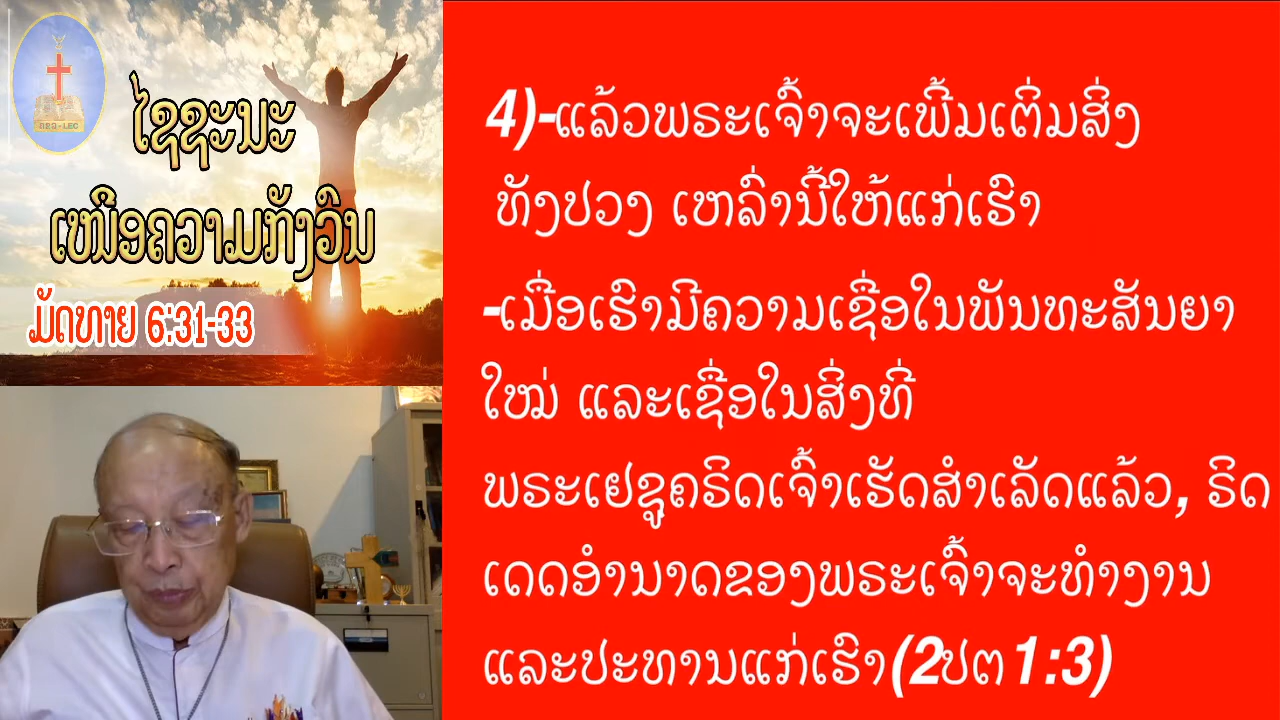 ຄຂລ-LEC
ໄຊຊະນະ
ເໜືອຄວາມກັງວົນ
ມັດທາຍ 6:31-33
4)-ແລ້ວພຣະເຈົ້າຈະເພີ້ມເຕີ່ມສິ່ງ
ທັງປວງ ເຫລົ່ານີ້ໃຫ້ແກ່ເຮົາ
-ເມື່ອເຮົາມີຄວາມເຊື່ອໃນພັນທະສັນຍາ
ໃໝ່ ແລະເຊື່ອໃນສິ່ງທີ່
ພຣະເຢຊູຄຣິດເຈົ້າເຮັດສຳເລັດແລ້ວ, ຣິດ
ເດດອຳນາດຂອງພຣະເຈົ້າຈະທຳງານ
ແລະປະທານແກ່ເຮົາ(2ປຕ1:3)